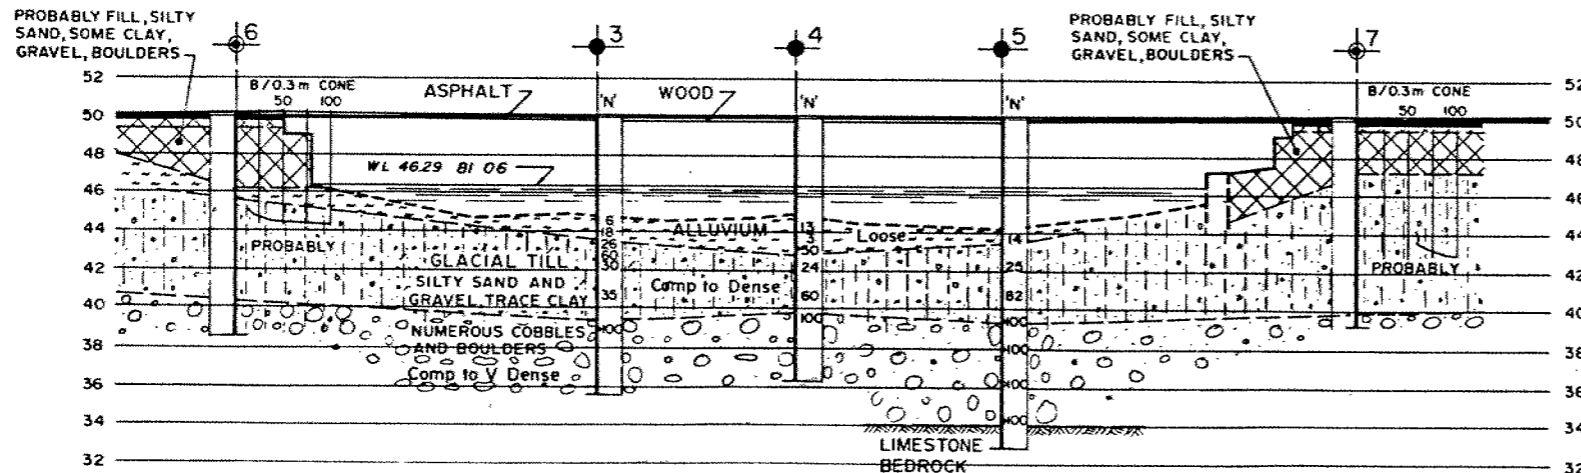 PROBABLY FILL, SILTY
SAND, SOME CLAY,
GRAVEL, BOULDERS
6
3
4
5
PROBABLY FILL, SILTY
SAND, SOME CLAY,
GRAVEL, BOULDERS
7
52
B/0.3m CONE
50 100
ASPHALT
'N'
WOOD
'N'
'N'
B/0.3m CONE
50 100
52
50
50
48
WL 46.29 81 06
48
46
46
44
6
18
26
60
30
35
100
ALLUVIUM
13
3
50
24
60
100
Loose
14
25
82
100
100
100
100
44
PROBABLY
GLACIAL TILL
SILTY SAND AND
GRAVEL, TRACE CLAY
Comp to Dense
PROBABLY
42
42
40
40
NUMEROUS COBBLES
AND BOULDERS
Comp to V Dense
38
38
36
36
34
34
LIMESTONE
BEDROCK
32
32